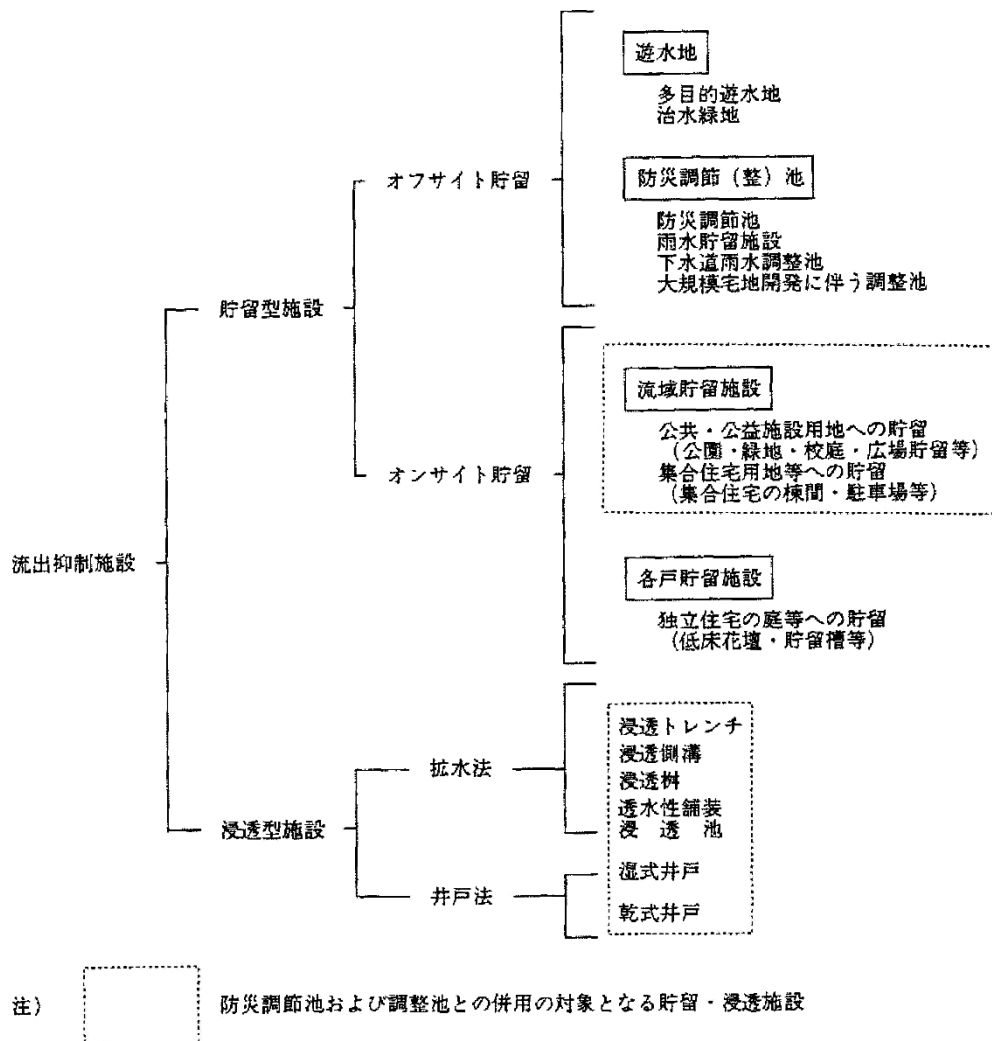 遊水地
多目的遊水地
治水緑地
防災調節（整）池
オフサイト貯留
防災調節池
雨水貯留施設
下水道雨水調整池
大規模宅地開発に伴う調整池
貯留型施設
流域貯留施設
公共・公益施設用地への貯留
（公園・緑地・校庭・広場貯留等）
オンサイト貯留
集合住宅用地等への貯留
（集合住宅の棟間・駐車場等）
流出抑制施設
各戸貯留施設
独立住宅の庭等への貯留
（低床花壇・貯留槽等）
浸透トレンチ
浸透側溝
拡水法
浸透桝
透水性舗装
浸透型施設
浸　透　池
湿式井戸
井戸法
乾式井戸
注）
防災調節池および調整池との併用の対象となる貯留・浸透施設